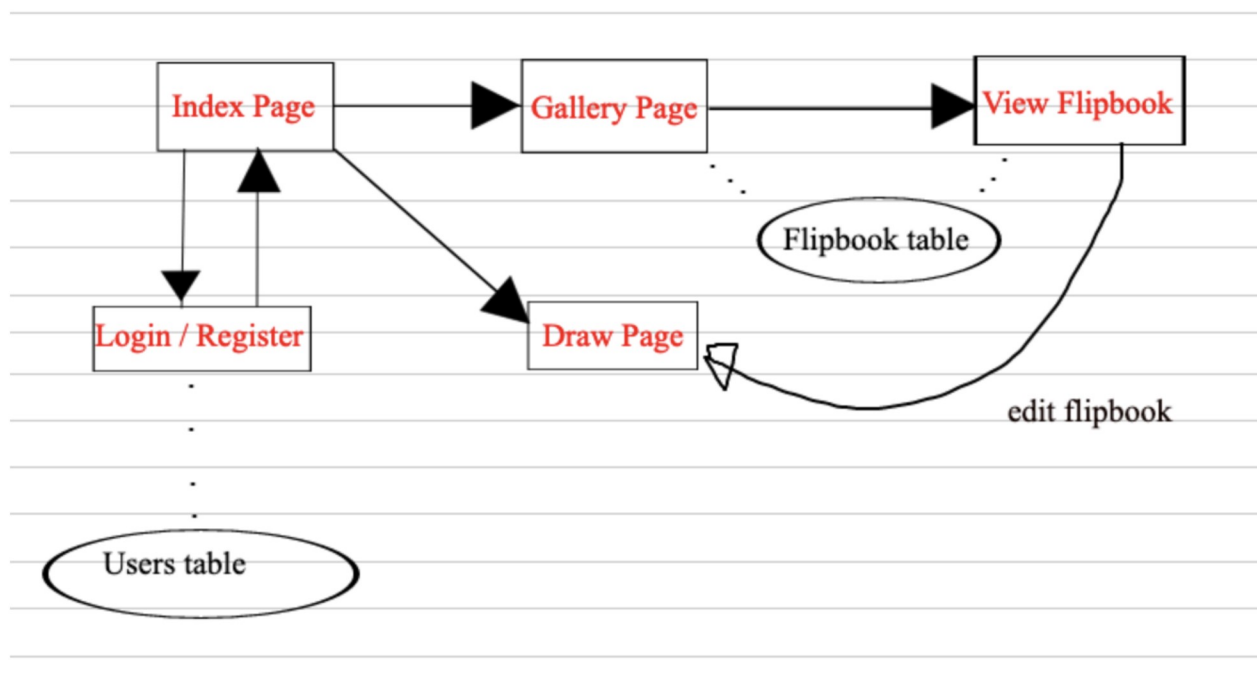 Index Page
Gallery Page
View Flipbook
Flipbook table
Login / Register
Draw Page
edit flipbook
Users table